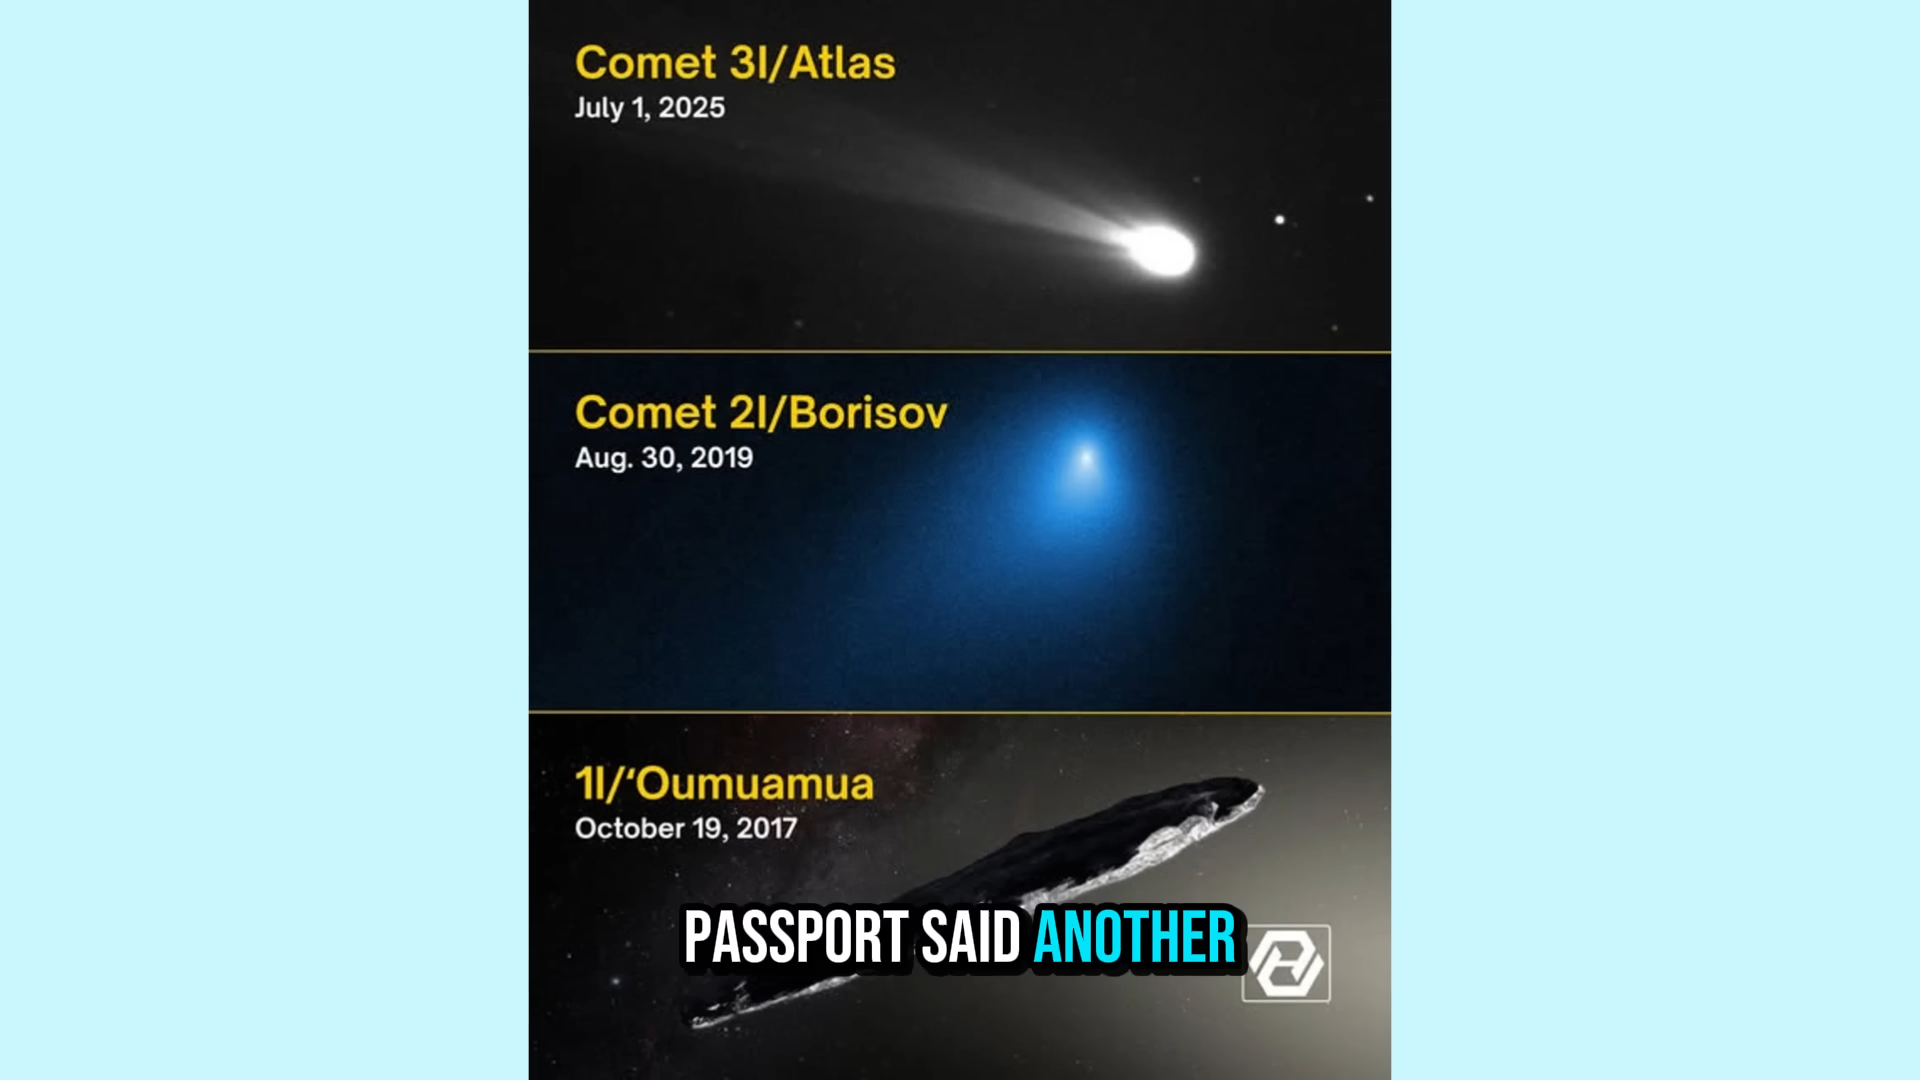 Comet 3I/Atlas
July 1, 2025
Comet 2I/Borisov
Aug. 30, 2019
1I/‘Oumuamua
October 19, 2017
PASSPORT SAID ANOTHER